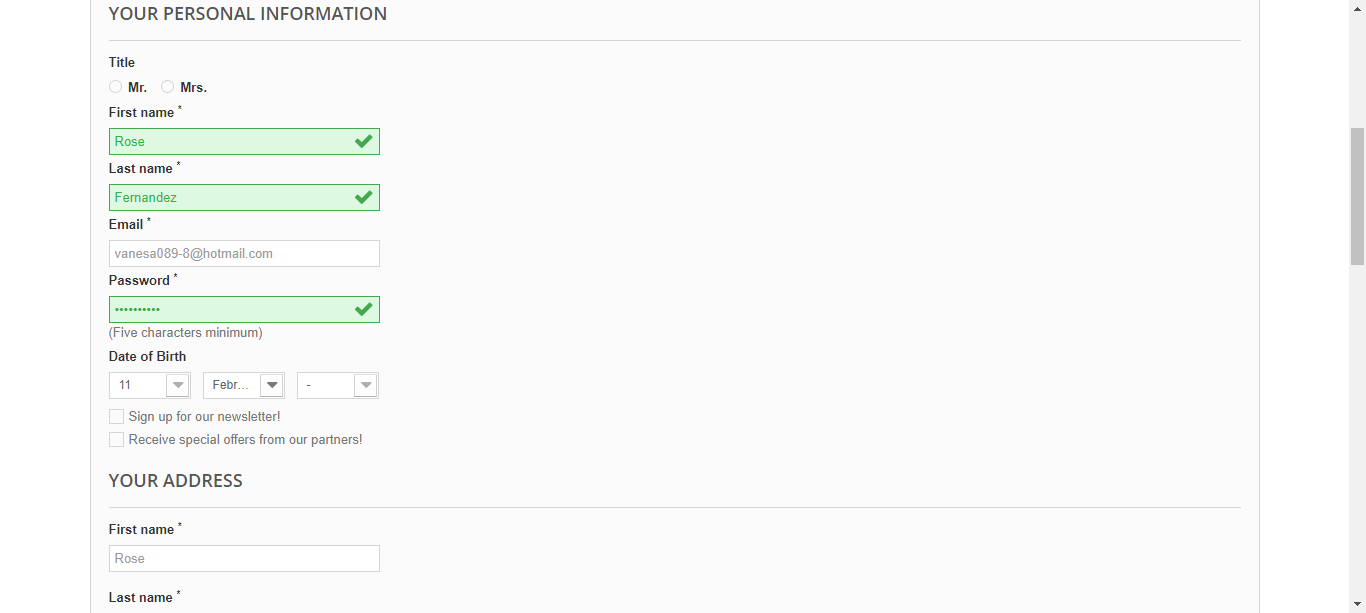 YOUR PERSONAL INFORMATION
Title
Mr. Mrs.
First name *
Rose
Last name *
Fernandez
Email *
vanesa089-8@hotmail.com
Password *
••••••••••
(Five characters minimum)
Date of Birth
11 Febr... -
Sign up for our newsletter!
Receive special offers from our partners!
YOUR ADDRESS
First name *
Rose
Last name *